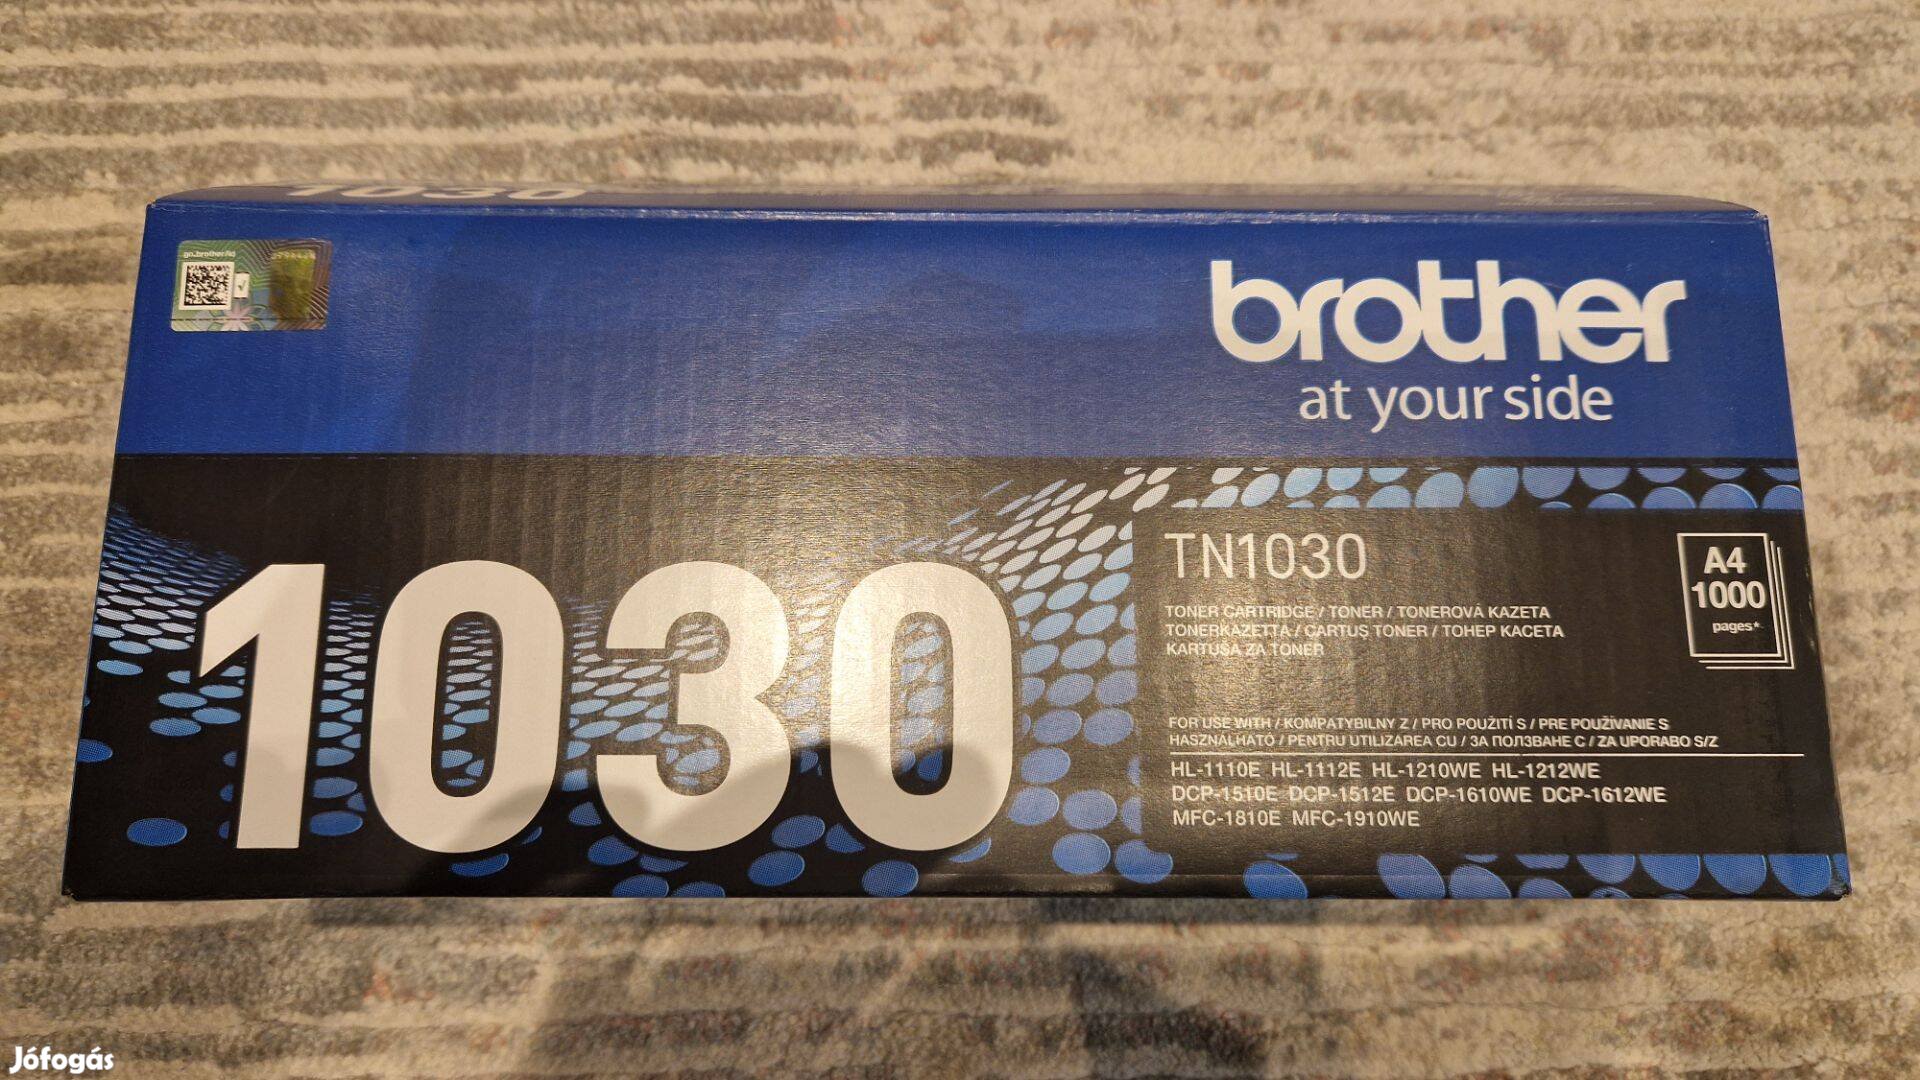 1030
go.brother/id
brother
at your side
1030
TN1030
TONER CARTRIDGE / TONER / TONEROVÁ KAZETA
TONERKAZETTA / CARTUŞ TONER / ТОНЕР КАСЕТА
KARTUŠA ZA TONER
A4
1000
pages*
FOR USE WITH / KOMPATYBILNY Z / PRO POUŽITÍ S / PRE POUŽÍVANIE S
HASZNÁLHATÓ / PENTRU UTILIZAREA CU / ЗА ПОЛЗВАНЕ С / ZA UPORABO S/Z
HL-1110E HL-1112E HL-1210WE HL-1212WE
DCP-1510E DCP-1512E DCP-1610WE DCP-1612WE
MFC-1810E MFC-1910WE
Jófogás